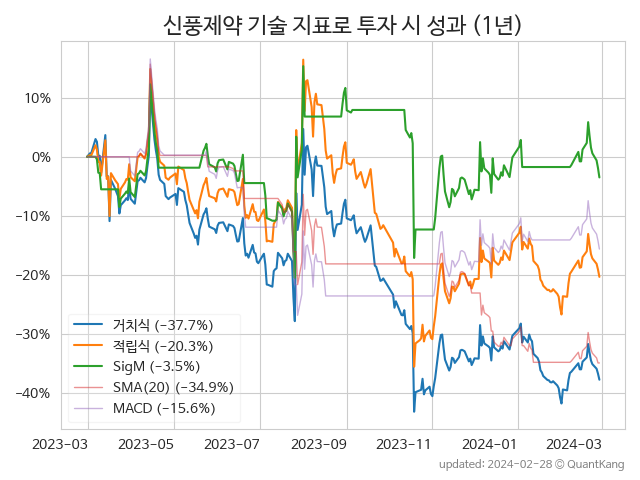 신풍제약 기술 지표로 투자 시 성과 (1년)
10%
0%
−10%
−20%
−30%
−40%
거치식 (−37.7%)
적립식 (−20.3%)
SigM (−3.5%)
SMA(20) (−34.9%)
MACD (−15.6%)
2023−03 2023−05 2023−07 2023−09 2023−11 2024−01 2024−03
updated: 2024-02-28 ⓒ QuantKang